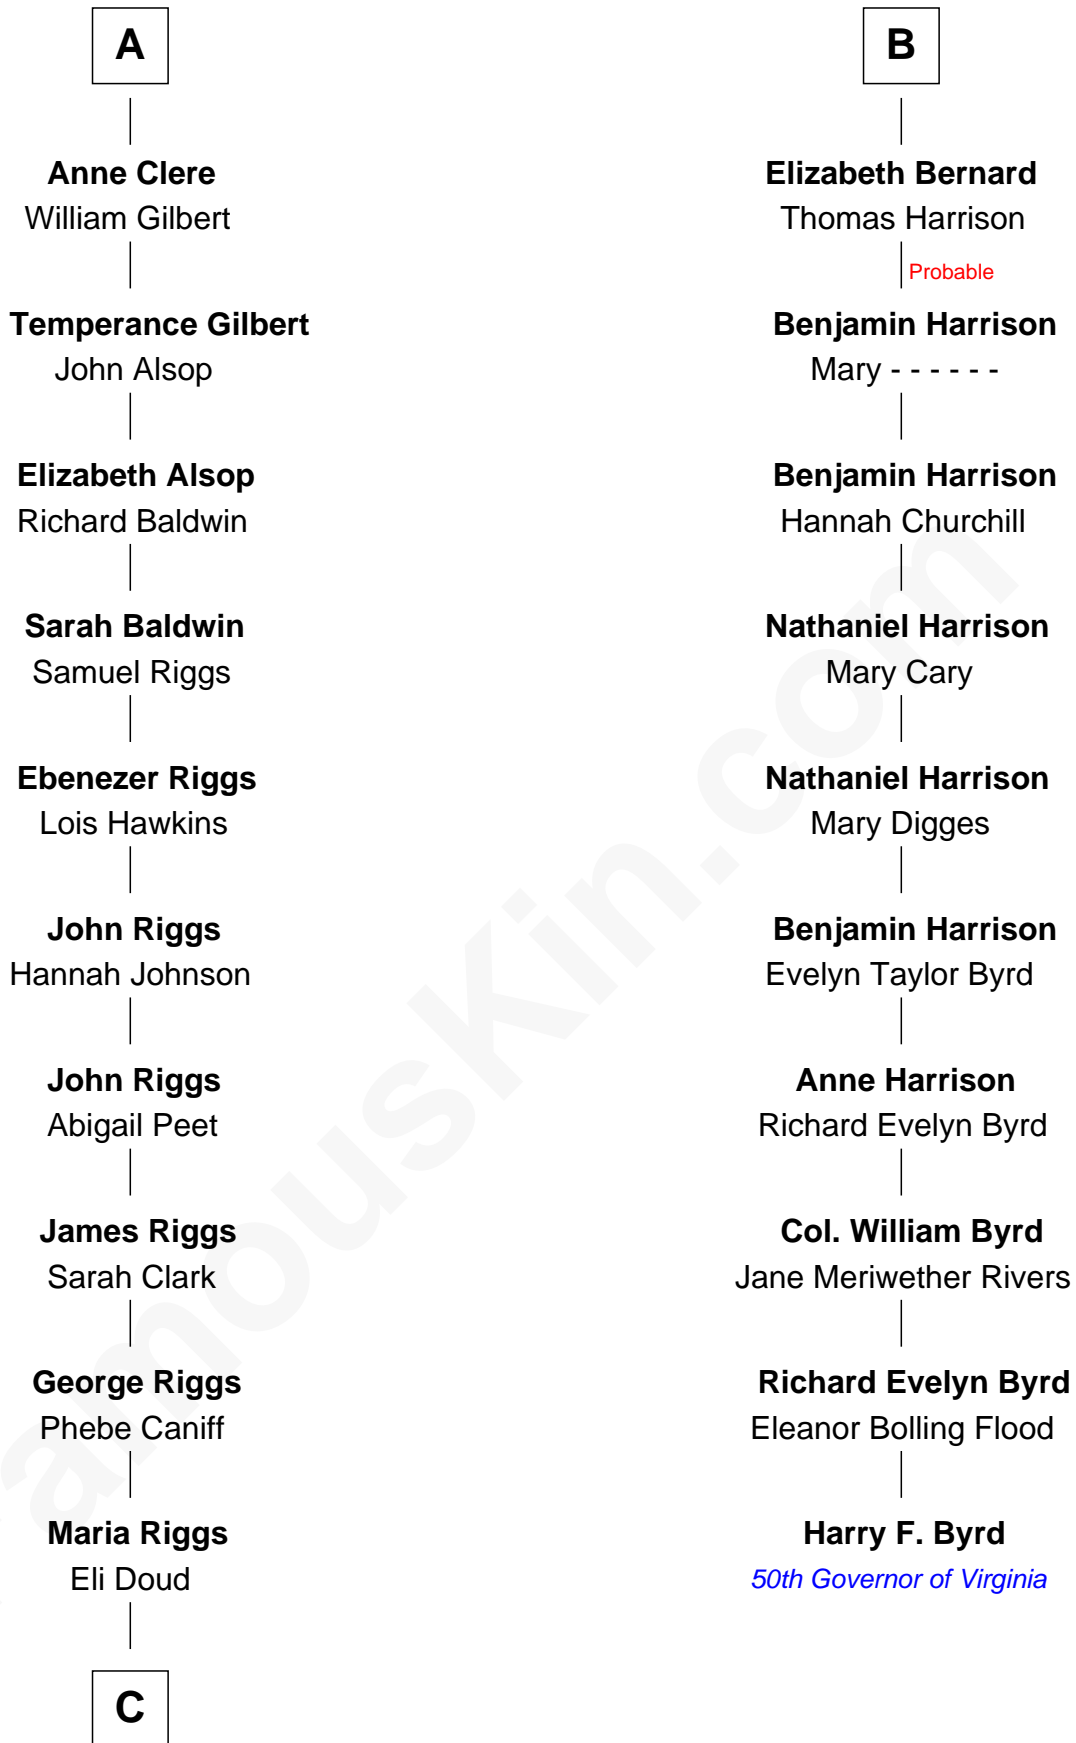 A
Anne Clere
William Gilbert
Temperance Gilbert
John Alsop
Elizabeth Alsop
Richard Baldwin
Sarah Baldwin
Samuel Riggs
Ebenezer Riggs
Lois Hawkins
John Riggs
Hannah Johnson
John Riggs
Abigail Peet
James Riggs
Sarah Clark
George Riggs
Phebe Caniff
Maria Riggs
Eli Doud
C
B
Elizabeth Bernard
Thomas Harrison
Probable
Benjamin Harrison
Mary - - - - - -
Benjamin Harrison
Hannah Churchill
Nathaniel Harrison
Mary Cary
Nathaniel Harrison
Mary Digges
Benjamin Harrison
Evelyn Taylor Byrd
Anne Harrison
Richard Evelyn Byrd
Col. William Byrd
Jane Meriwether Rivers
Richard Evelyn Byrd
Eleanor Bolling Flood
Harry F. Byrd
50th Governor of Virginia
famouskin.com